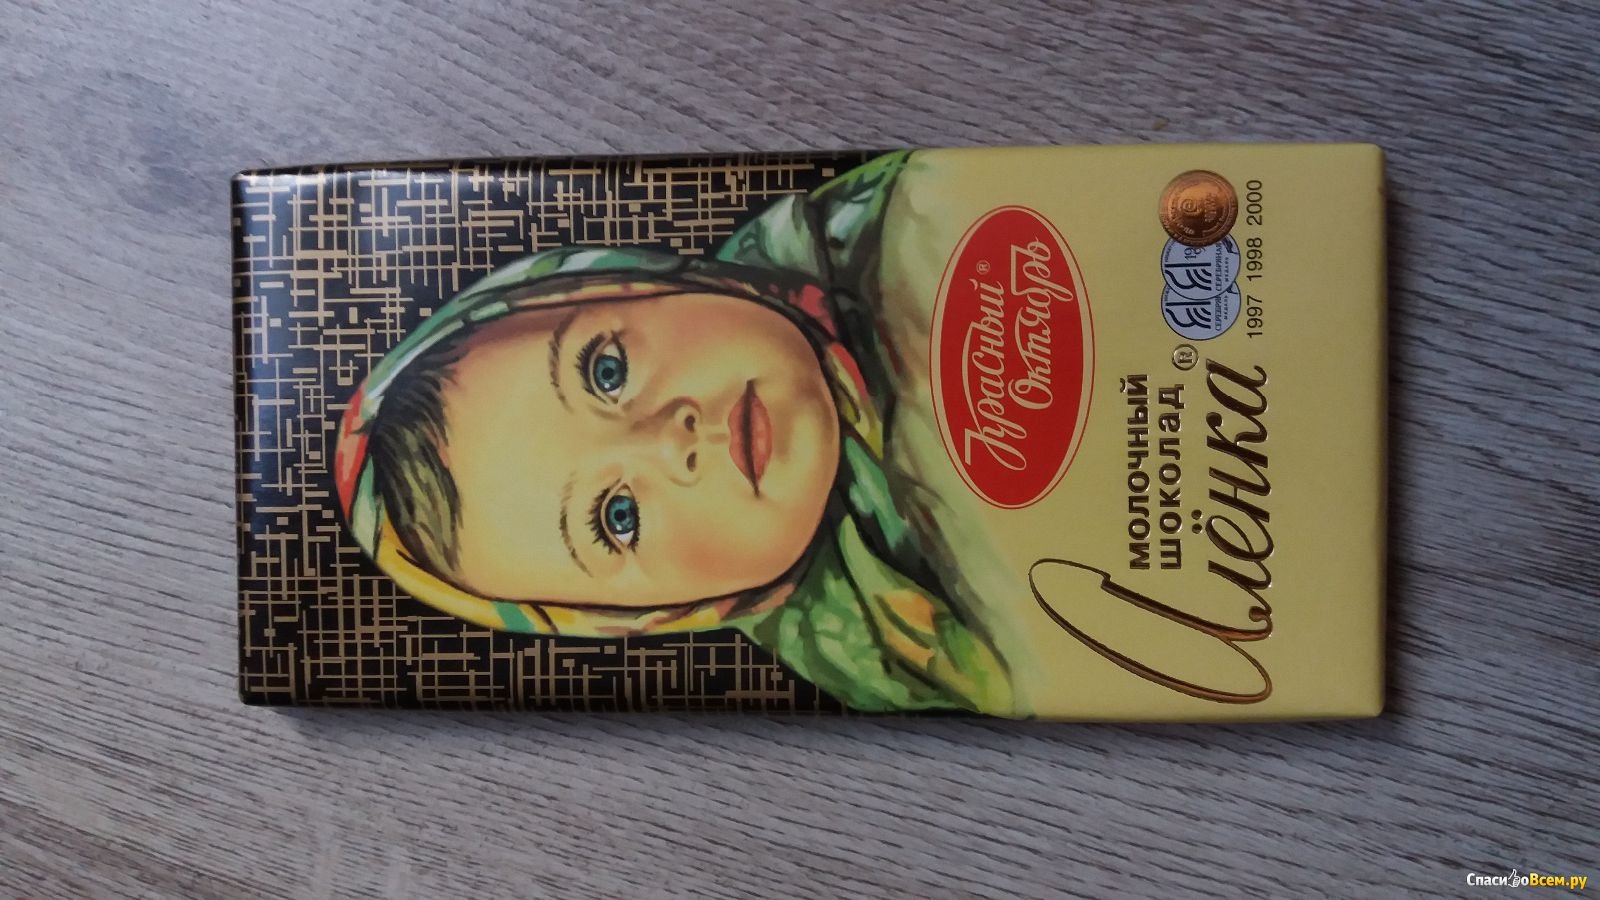 Красный®
Октябрь
МОЛОЧНЫЙ
ШОКОЛАД
Алёнка®
1997 1998 2000
СпасибоВсем.ру